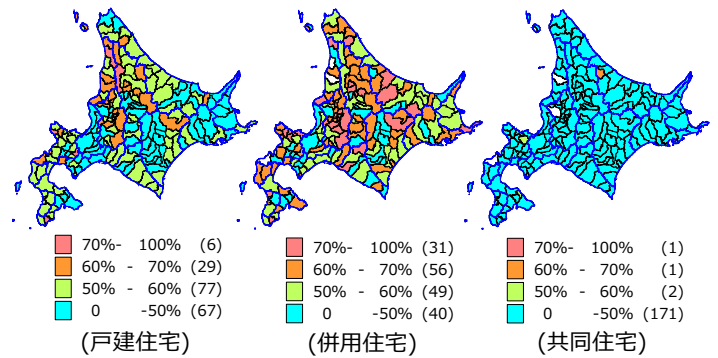 70%- 100% (6)
60% - 70% (29)
50% - 60% (77)
0 -50% (67)
(戸建住宅)
70%- 100% (31)
60% - 70% (56)
50% - 60% (49)
0 -50% (40)
(併用住宅)
70%- 100% (1)
60% - 70% (1)
50% - 60% (2)
0 -50% (171)
(共同住宅)